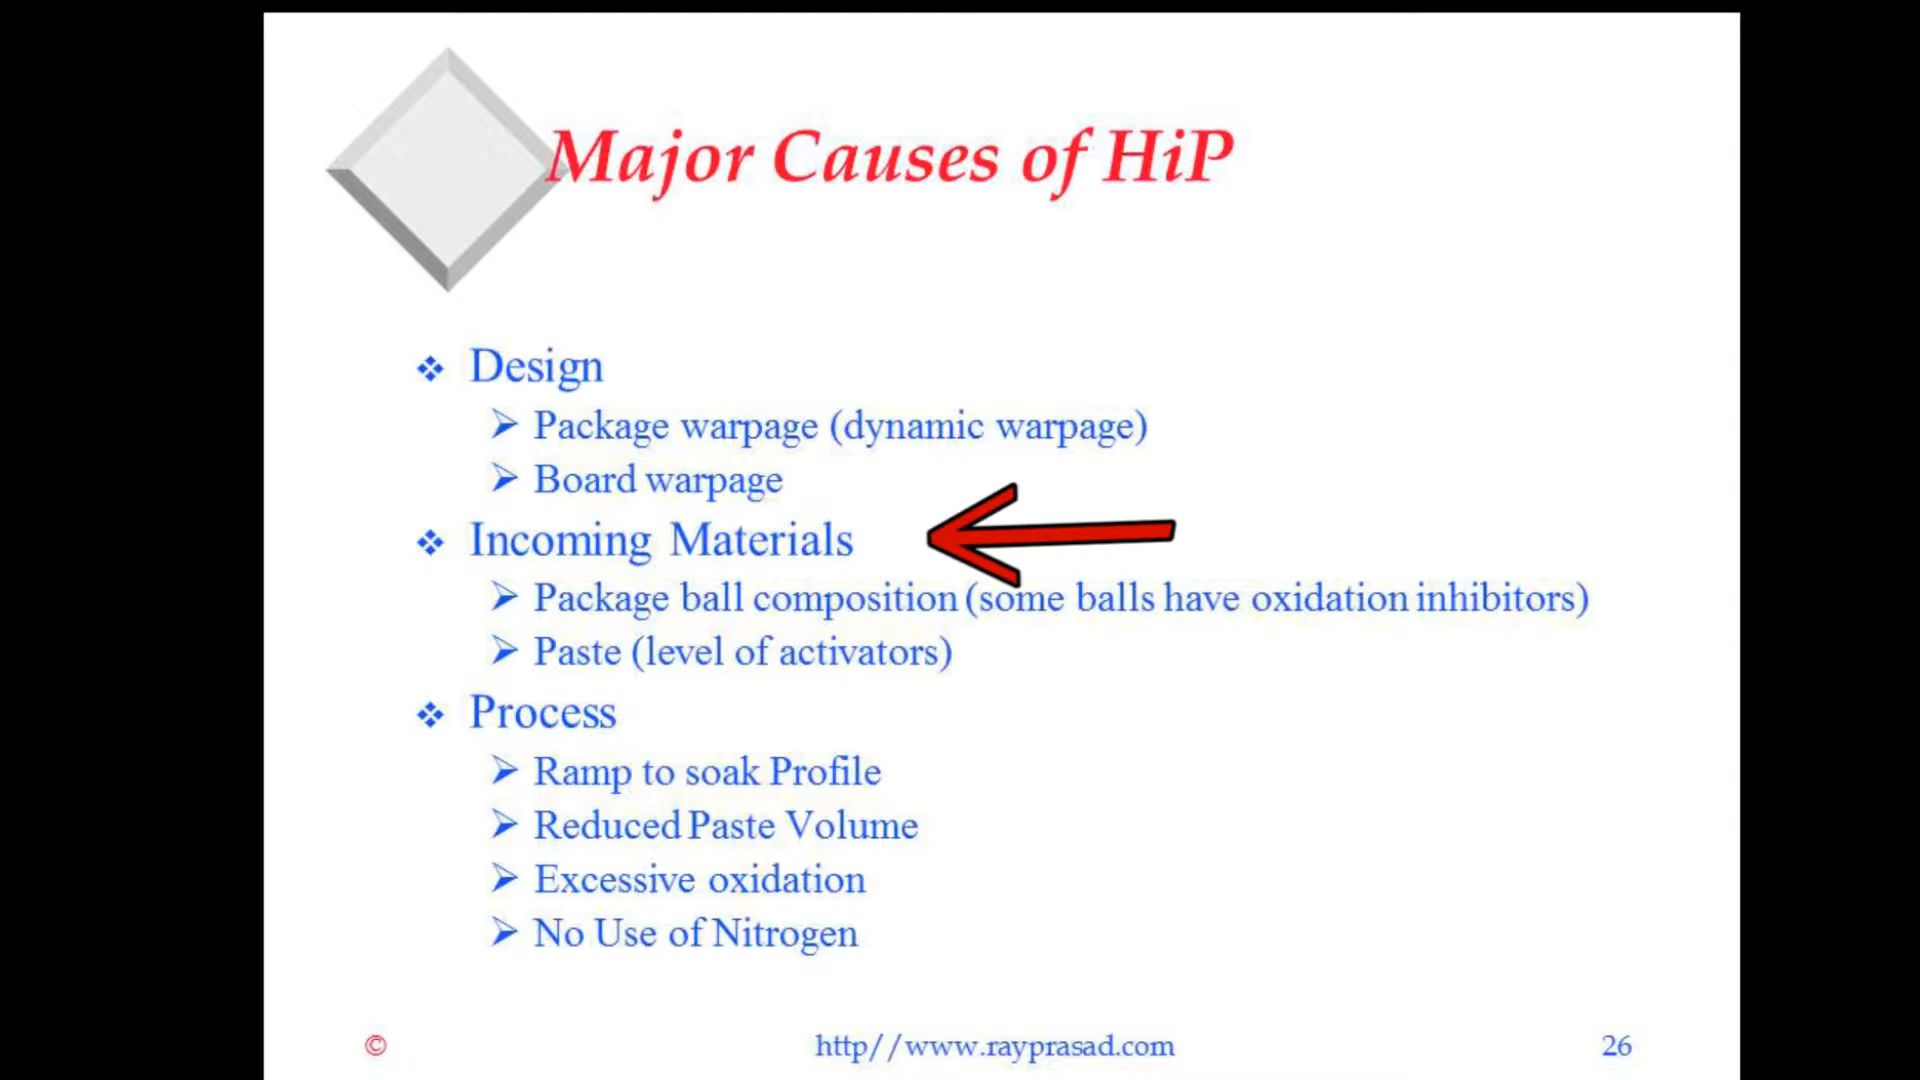 Major Causes of HiP
❖ Design
➢ Package warpage (dynamic warpage)
➢ Board warpage
❖ Incoming Materials
➢ Package ball composition (some balls have oxidation inhibitors)
➢ Paste (level of activators)
❖ Process
➢ Ramp to soak Profile
➢ Reduced Paste Volume
➢ Excessive oxidation
➢ No Use of Nitrogen
© http//www.rayprasad.com 26